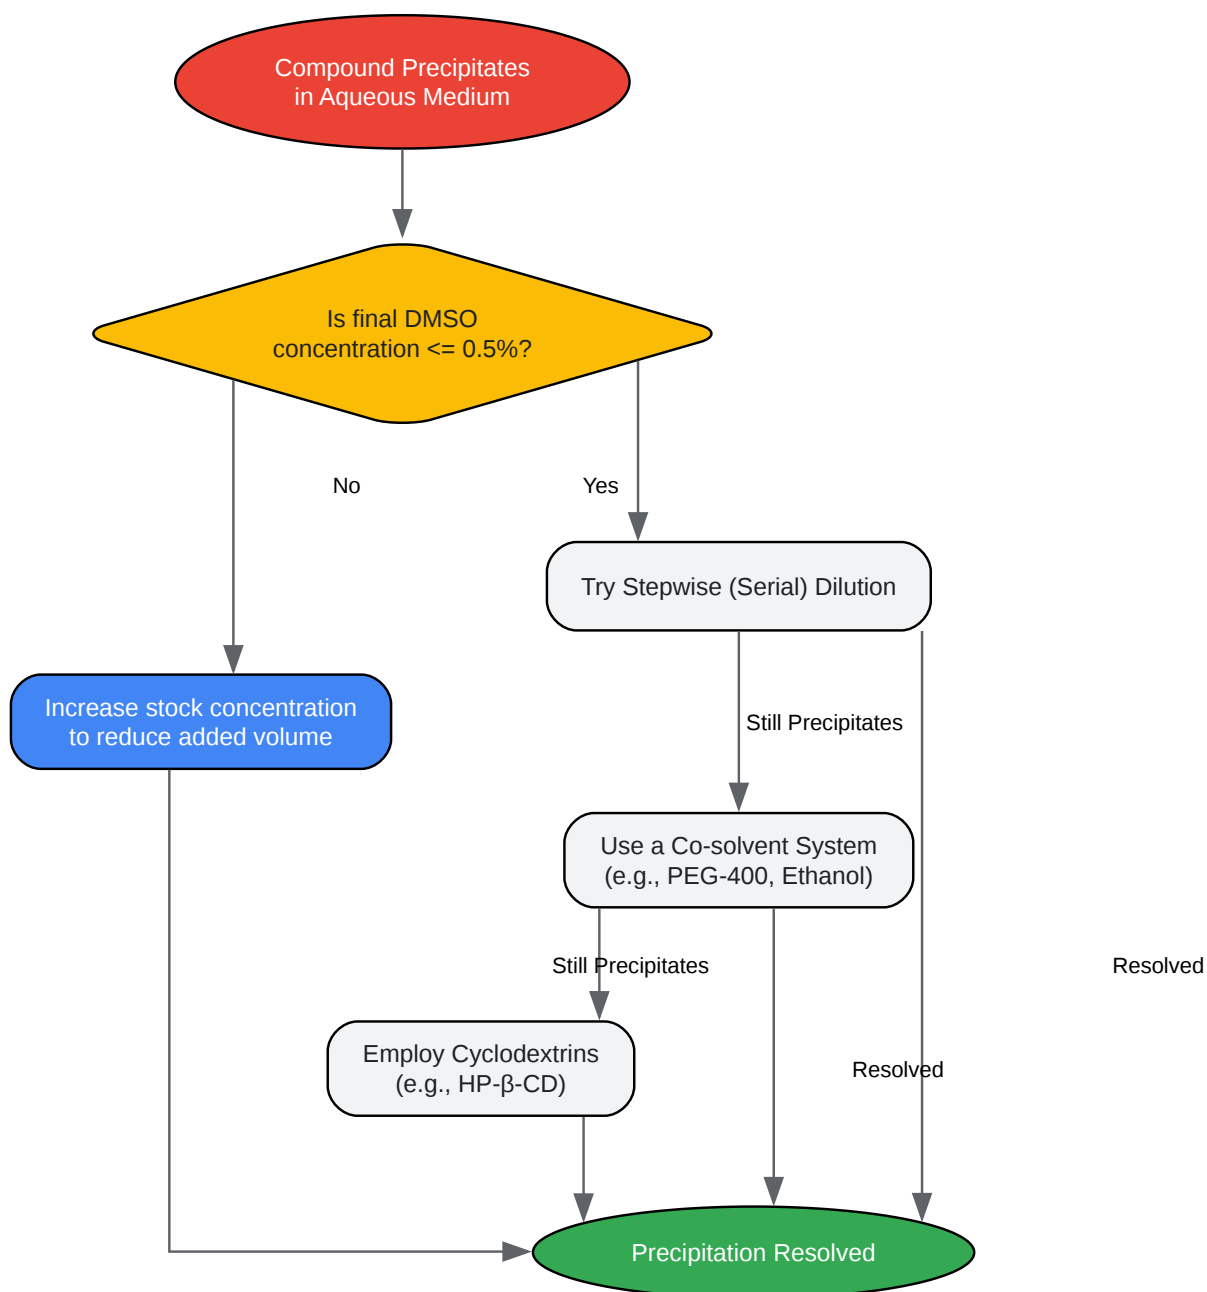 Compound Precipitates
in Aqueous Medium
Is final DMSO
concentration <= 0.5%?
No
Yes
Try Stepwise (Serial) Dilution
Increase stock concentration
to reduce added volume
Still Precipitates
Use a Co-solvent System
(e.g., PEG-400, Ethanol)
Still Precipitates
Resolved
Employ Cyclodextrins
(e.g., HP-β-CD)
Resolved
Precipitation Resolved